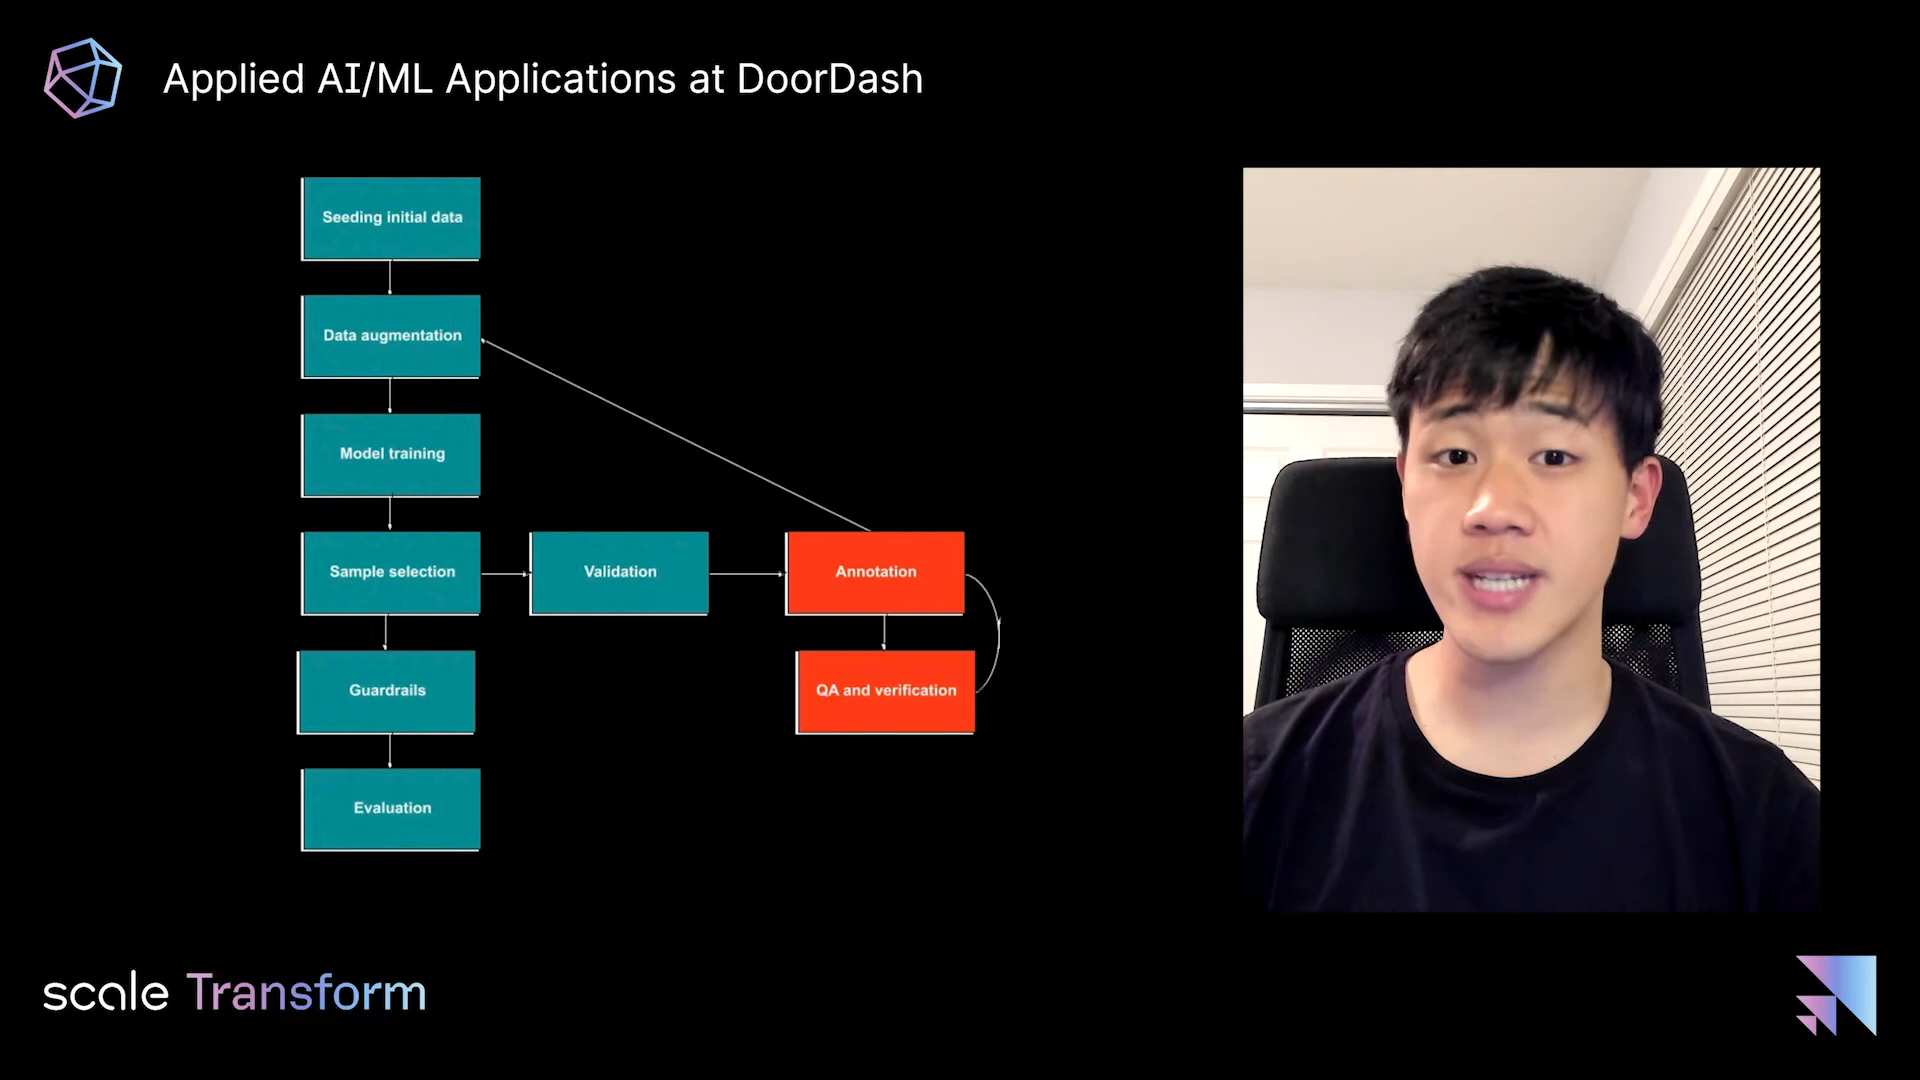 Applied AI/ML Applications at DoorDash
Seeding initial data
Data augmentation
Model training
Sample selection
Validation
Annotation
Guardrails
QA and verification
Evaluation
scale Transform